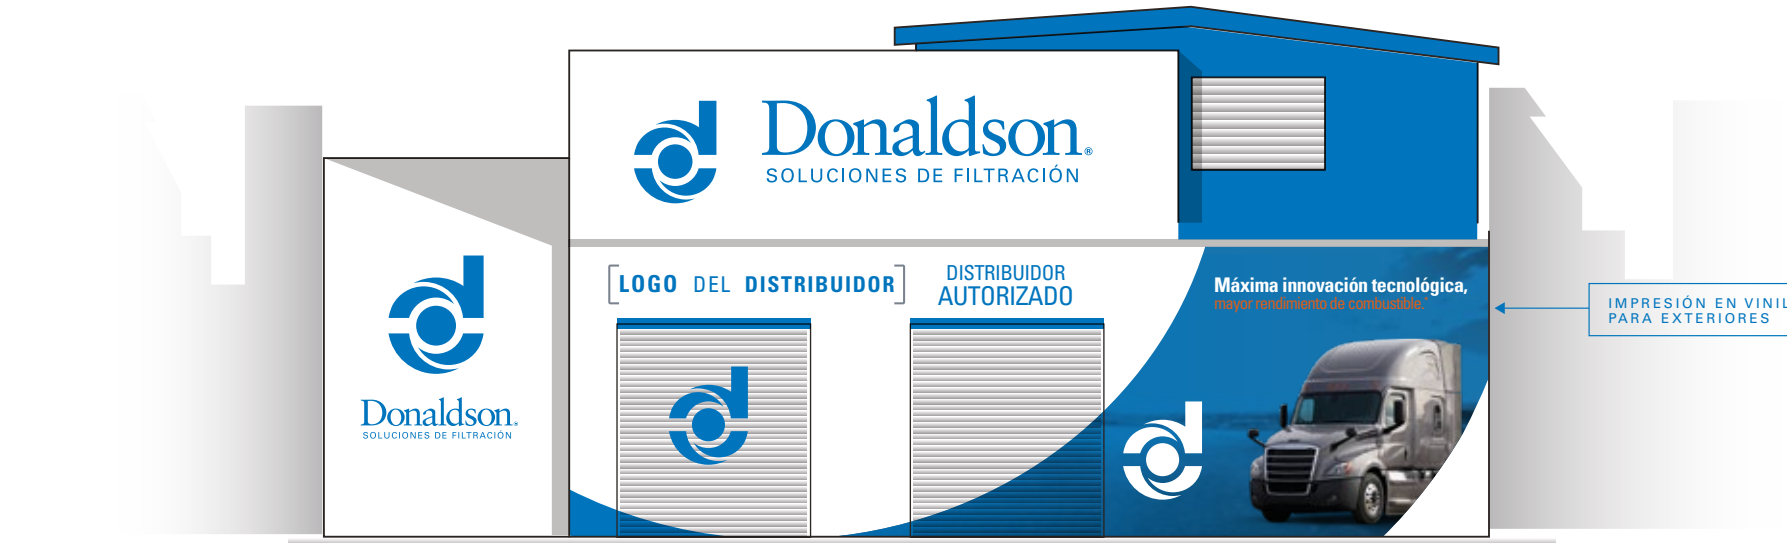 Donaldson®
SOLUCIONES DE FILTRACIÓN
Donaldson®
SOLUCIONES DE FILTRACIÓN
[LOGO DEL DISTRIBUIDOR]
DISTRIBUIDOR
AUTORIZADO
Máxima innovación tecnológica,
mayor rendimiento de combustible.
IMPRESIÓN EN VINIL
PARA EXTERIORES